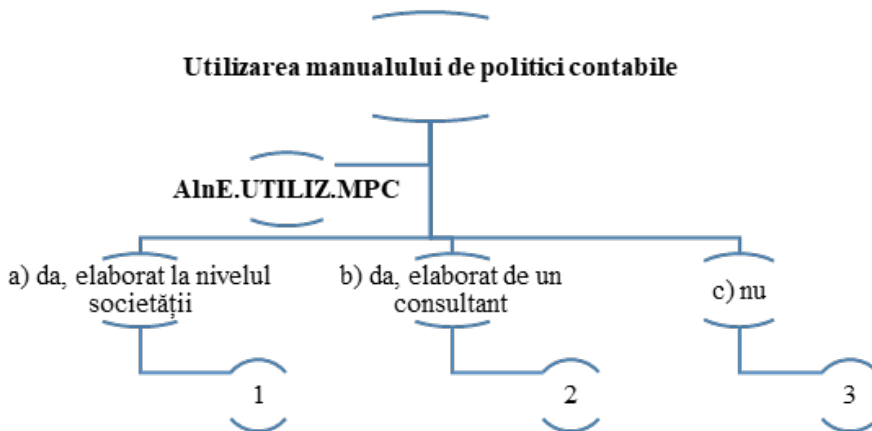 Utilizarea manualului de politici contabile
AlnE.UTILIZ.MPC
a) da, elaborat la nivelul
societății
b) da, elaborat de un
consultant
c) nu
1
2
3